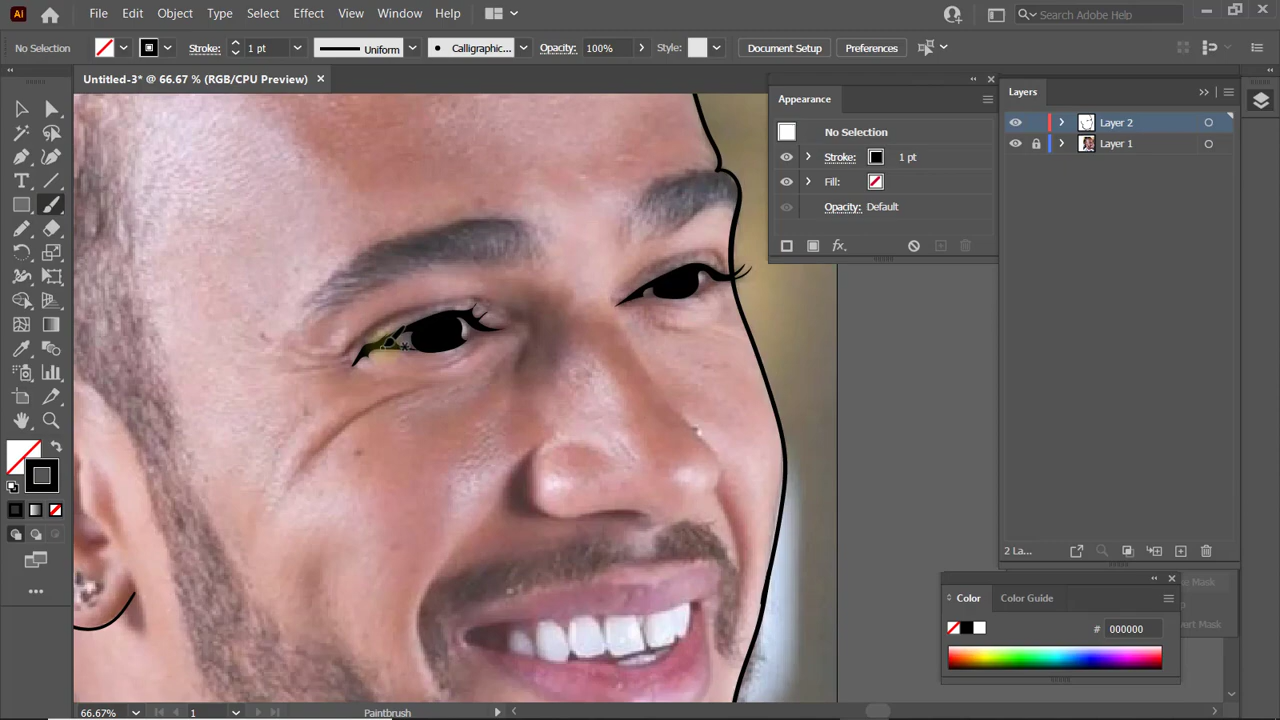 Ai File Edit Object Type Select Effect View Window Help Search Adobe Help
No Selection Stroke: 1 pt Uniform Calligraphic... Opacity: 100% Style: Document Setup Preferences
Untitled-3* @ 66.67 % (RGB/CPU Preview)
Appearance
No Selection
Stroke: 1 pt
Fill:
Opacity: Default
fx.
Layers
Layer 2
Layer 1
2 La...
Color Color Guide
# 000000
66.67% 1 Paintbrush